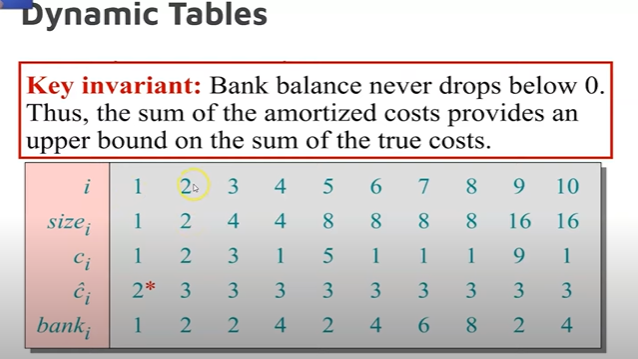 Dynamic Tables
Key invariant: Bank balance never drops below 0.
Thus, the sum of the amortized costs provides an
upper bound on the sum of the true costs.
i 1 2 3 4 5 6 7 8 9 10
sizeᵢ 1 2 4 4 8 8 8 8 16 16
cᵢ 1 2 3 1 5 1 1 1 9 1
ĉᵢ 2* 3 3 3 3 3 3 3 3 3
bankᵢ 1 2 2 4 2 4 6 8 2 4